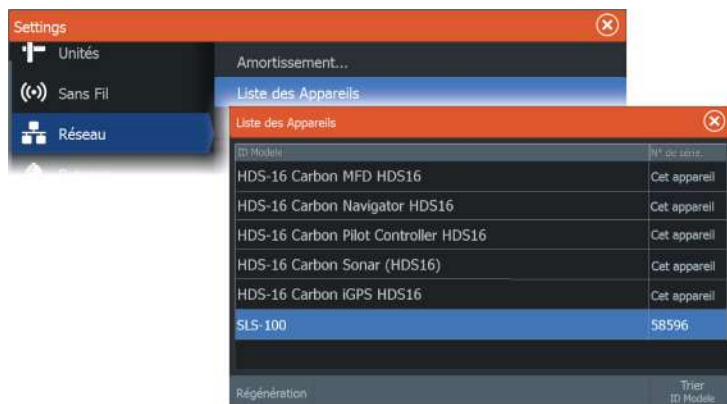 Settings
Unités
Amortissement...
Sans Fil
Liste des Appareils
Réseau
Liste des Appareils
ID Modele N° de série.
HDS-16 Carbon MFD HDS16 Cet appareil
HDS-16 Carbon Navigator HDS16 Cet appareil
HDS-16 Carbon Pilot Controller HDS16 Cet appareil
HDS-16 Carbon Sonar (HDS16) Cet appareil
HDS-16 Carbon iGPS HDS16 Cet appareil
SLS-100 58596
Régénération Trier
ID Modele